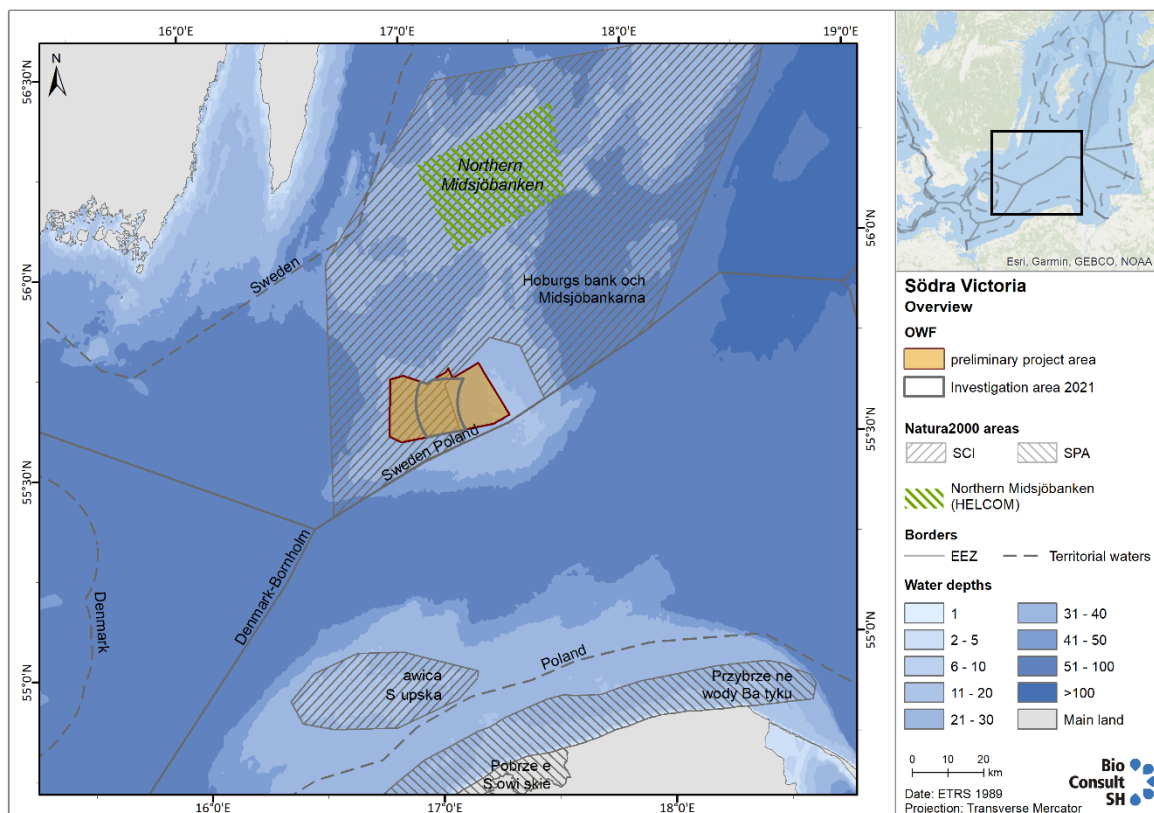 16°0'E 17°0'E 18°0'E 19°0'E
N
56°30'N
56°0'N
55°30'N
55°0'N
56°0'N
55°30'N
55°0'N
16°0'E 17°0'E 18°0'E
Northern
Midsjöbanken
Sweden
Hoburgs bank och
Midsjöbankarna
Sweden Poland
Denmark-Bornholm
Denmark
Poland
awica
S upska
Przybrze ne
wody Ba tyku
Pobrze e
S owi skie
Esri, Garmin, GEBCO, NOAA
Södra Victoria
Overview
OWF
preliminary project area
Investigation area 2021
Natura2000 areas
SCI SPA
Northern Midsjöbanken
(HELCOM)
Borders
EEZ Territorial waters
Water depths
1 31 - 40
2 - 5 41 - 50
6 - 10 51 - 100
11 - 20 >100
21 - 30 Main land
0 10 20
km
Date: ETRS 1989
Projection: Transverse Mercator
Bio
Consult
SH